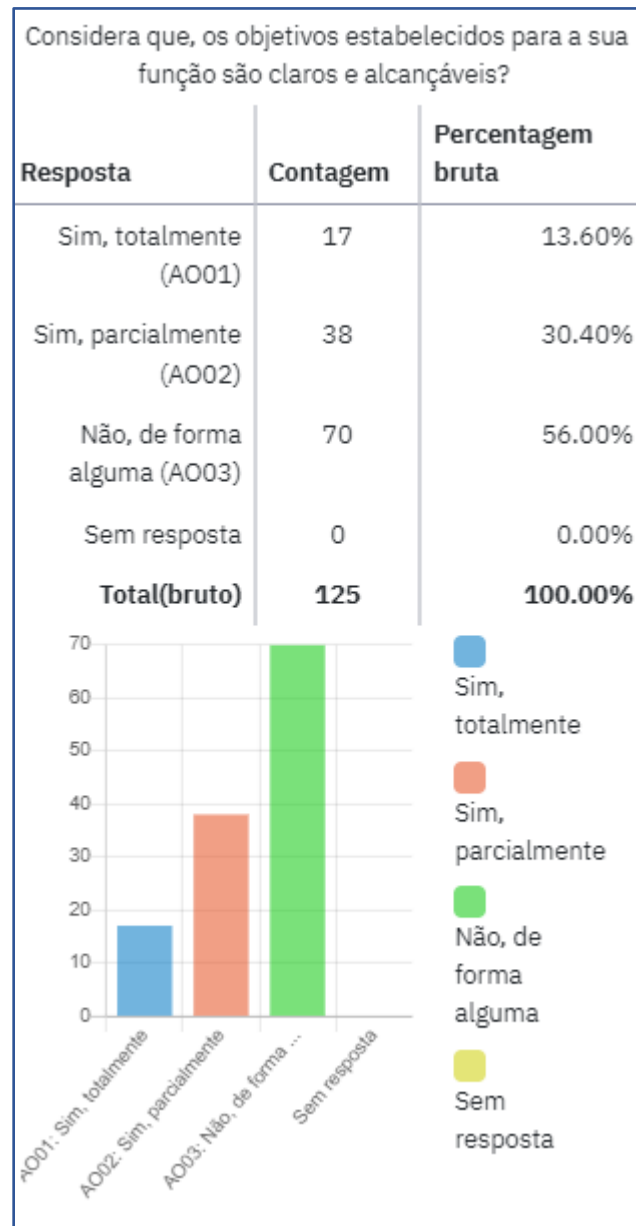 Considera que, os objetivos estabelecidos para a sua
função são claros e alcançáveis?
Percentagem
Resposta Contagem bruta
Sim, totalmente 17 13.60%
(AO01)
Sim, parcialmente 38 30.40%
(AO02)
Não, de forma 70 56.00%
alguma (AO03)
Sem resposta 0 0.00%
Total(bruto) 125 100.00%
70
60
50
40
30
20
10
0
AO01: Sim, totalmente
AO02: Sim, parcialmente
AO03: Não, de forma ...
Sem resposta
Sim,
totalmente
Sim,
parcialmente
Não, de
forma
alguma
Sem
resposta